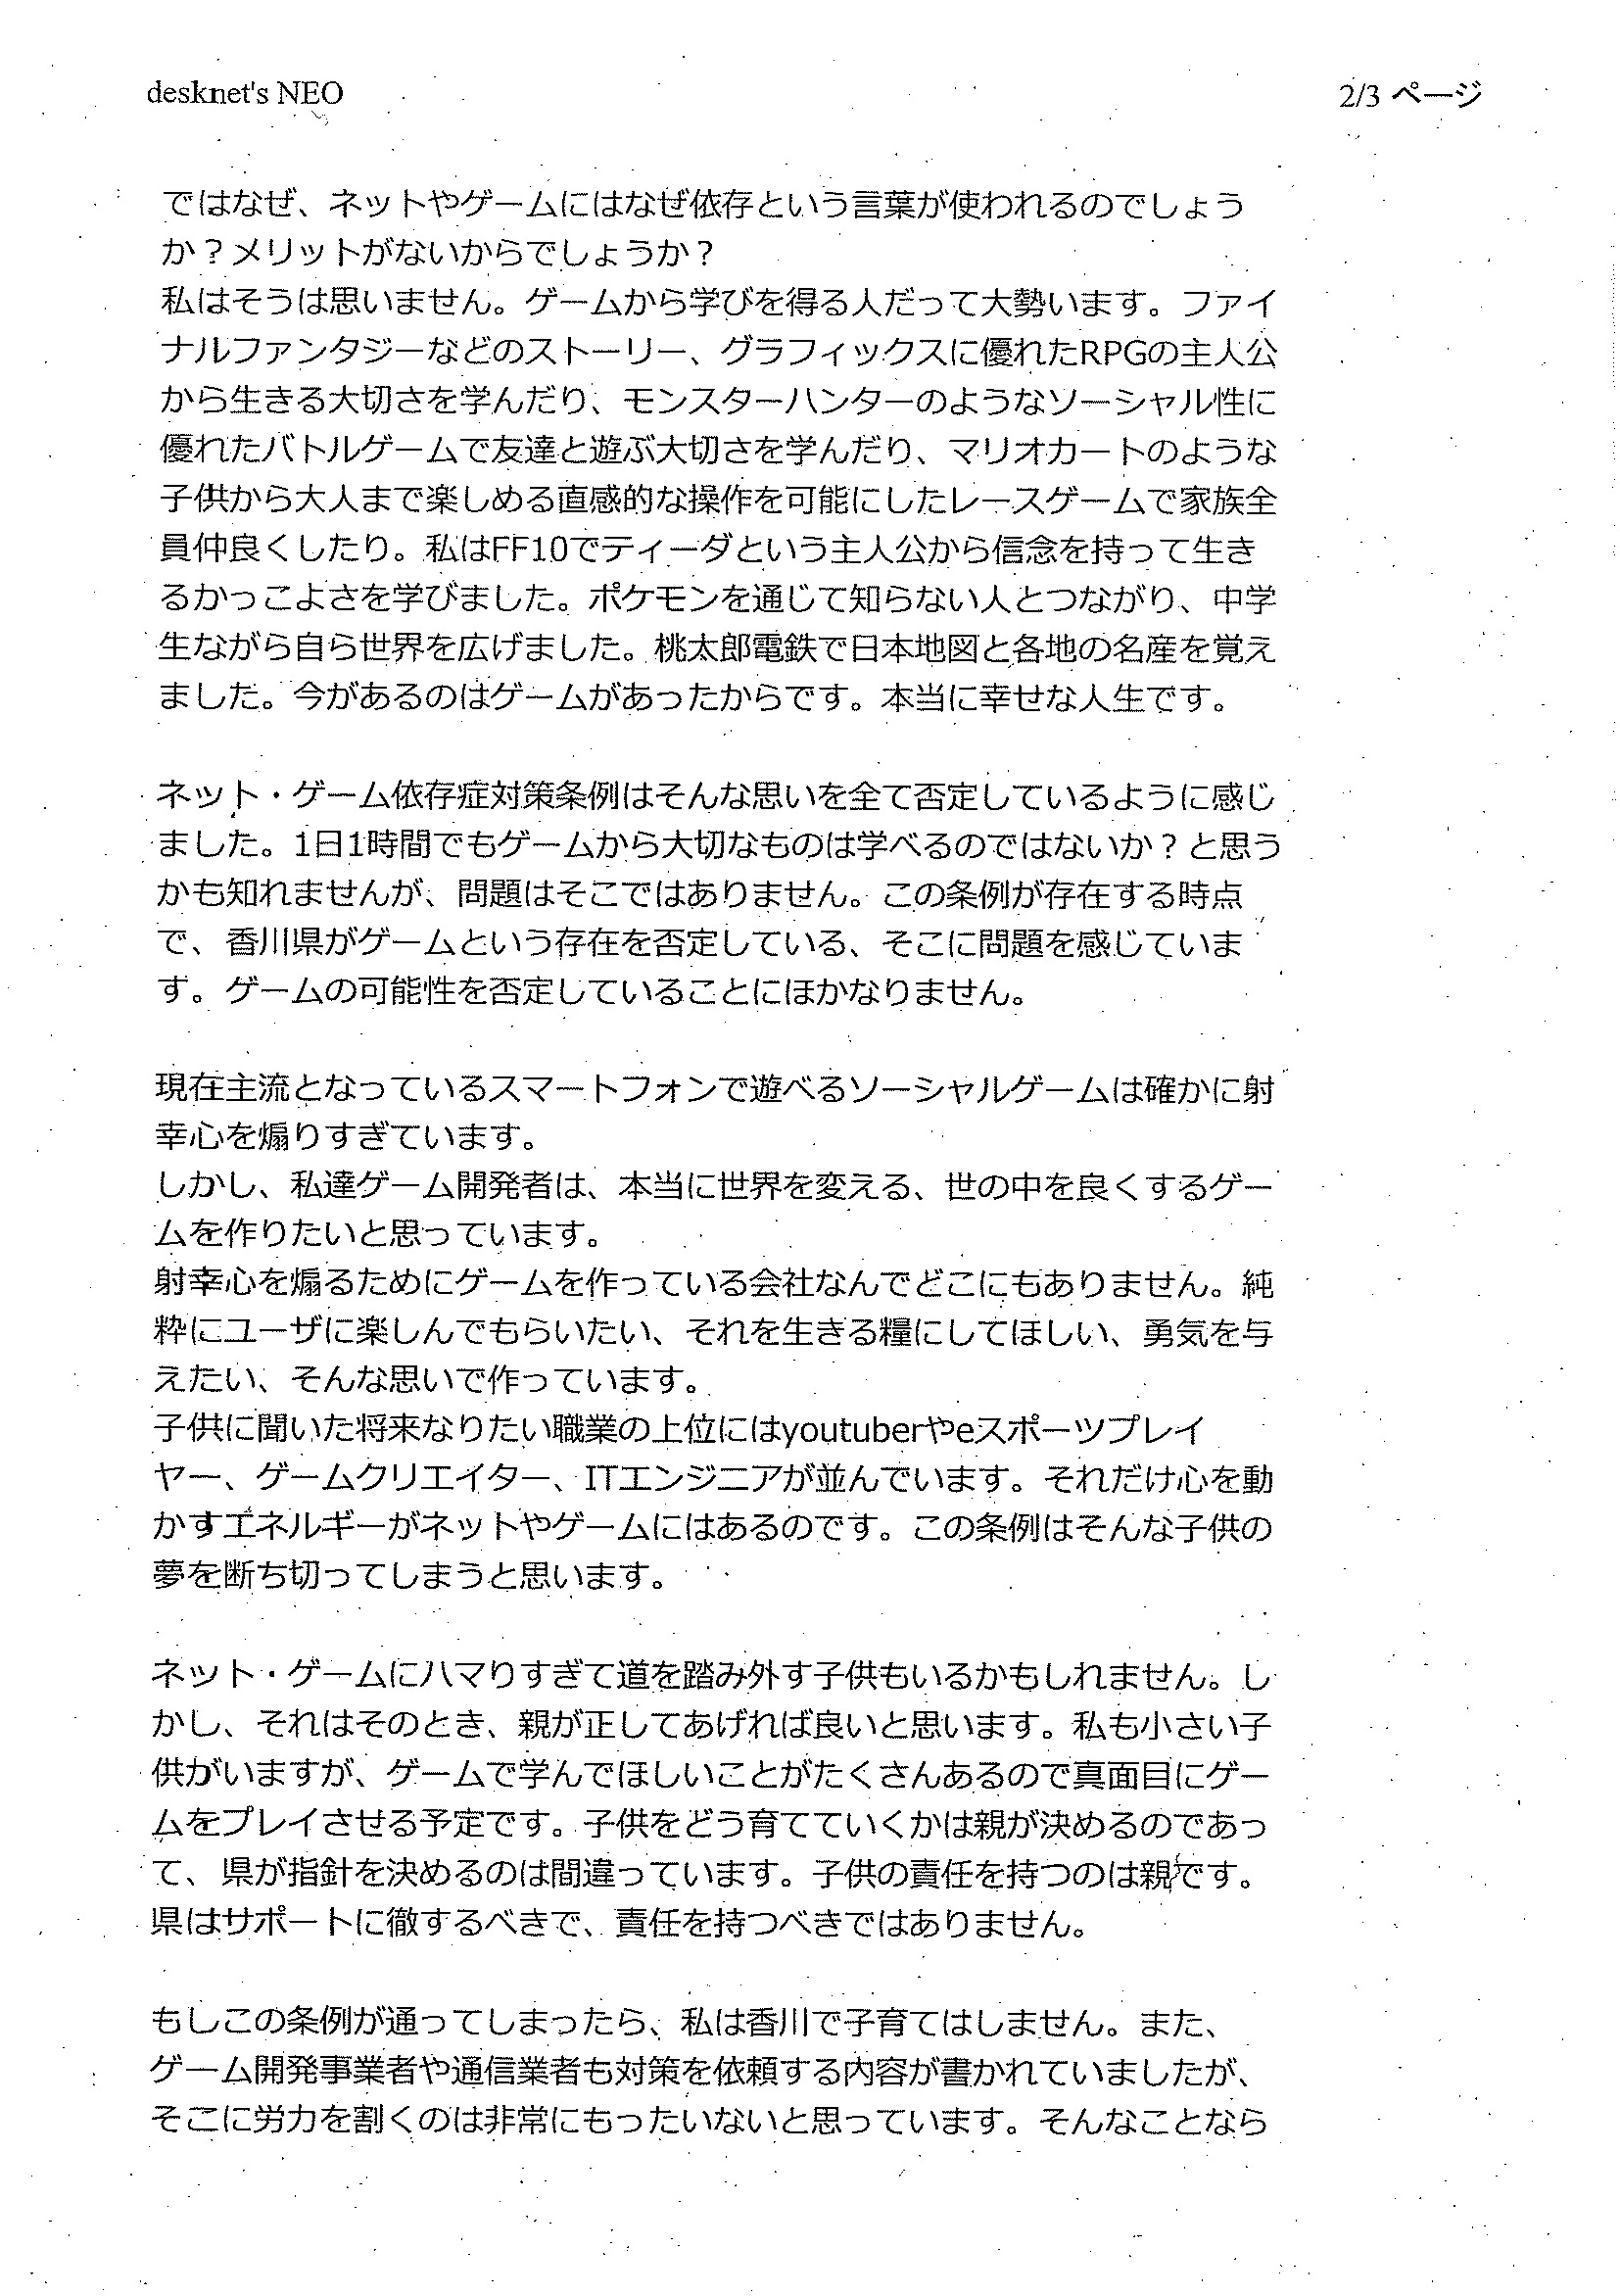 desknet's NEO
2/3 ページ
ではなぜ、ネットやゲームにはなぜ依存という言葉が使われるのでしょう
か？メリットがないからでしょうか？
私はそうは思いません。ゲームから学びを得る人だって大勢います。ファイ
ナルファンタジーなどのストーリー、グラフィックスに優れたRPGの主人公
から生きる大切さを学んだり、モンスターハンターのようなソーシャル性に
優れたバトルゲームで友達と遊ぶ大切さを学んだり、マリオカートのような
子供から大人まで楽しめる直感的な操作を可能にしたレースゲームで家族全
員仲良くしたり。私はFF10でティーダという主人公から信念を持って生き
るかっこよさを学びました。ポケモンを通じて知らない人とつながり、中学
生ながら自ら世界を広げました。桃太郎電鉄で日本地図と各地の名産を覚え
ました。今があるのはゲームがあったからです。本当に幸せな人生です。
ネット・ゲーム依存症対策条例はそんな思いを全て否定しているように感じ
ました。1日1時間でもゲームから大切なものは学べるのではないか？と思う
かも知れませんが、問題はそこではありません。この条例が存在する時点
で、香川県がゲームという存在を否定している、そこに問題を感じていま
す。ゲームの可能性を否定していることにほかなりません。
現在主流となっているスマートフォンで遊べるソーシャルゲームは確かに射
幸心を煽りすぎています。
しかし、私達ゲーム開発者は、本当に世界を変える、世の中を良くするゲー
ムを作りたいと思っています。
射幸心を煽るためにゲームを作っている会社なんでどこにもありません。純
粋にユーザに楽しんでもらいたい、それを生きる糧にしてほしい、勇気を与
えたい、そんな思いで作っています。
子供に聞いた将来なりたい職業の上位にはyoutuberやeスポーツプレイ
ヤー、ゲームクリエイター、ITエンジニアが並んでいます。それだけ心を動
かすエネルギーがネットやゲームにはあるのです。この条例はそんな子供の
夢を断ち切ってしまうと思います。
ネット・ゲームにハマりすぎて道を踏み外す子供もいるかもしれません。し
かし、それはそのとき、親が正してあげれば良いと思います。私も小さい子
供がいますが、ゲームで学んでほしいことがたくさんあるので真面目にゲー
ムをプレイさせる予定です。子供をどう育てていくかは親が決めるのであっ
て、県が指針を決めるのは間違っています。子供の責任を持つのは親です。
県はサポートに徹するべきで、責任を持つべきではありません。
もしこの条例が通ってしまったら、私は香川で子育てはしません。また、
ゲーム開発事業者や通信業者も対策を依頼する内容が書かれていましたが、
そこに労力を割くのは非常にもったいないと思っています。そんなことなら